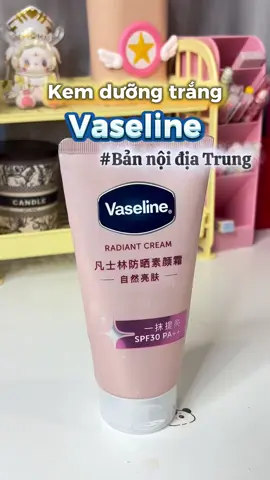 Kem dưỡng trắng
Vaseline
#Bản nội địa Trung
Vaseline
RADIANT CREAM
凡士林防晒素颜霜
自然亮肤
一抹提亮
SPF30 PA++
CANDLE